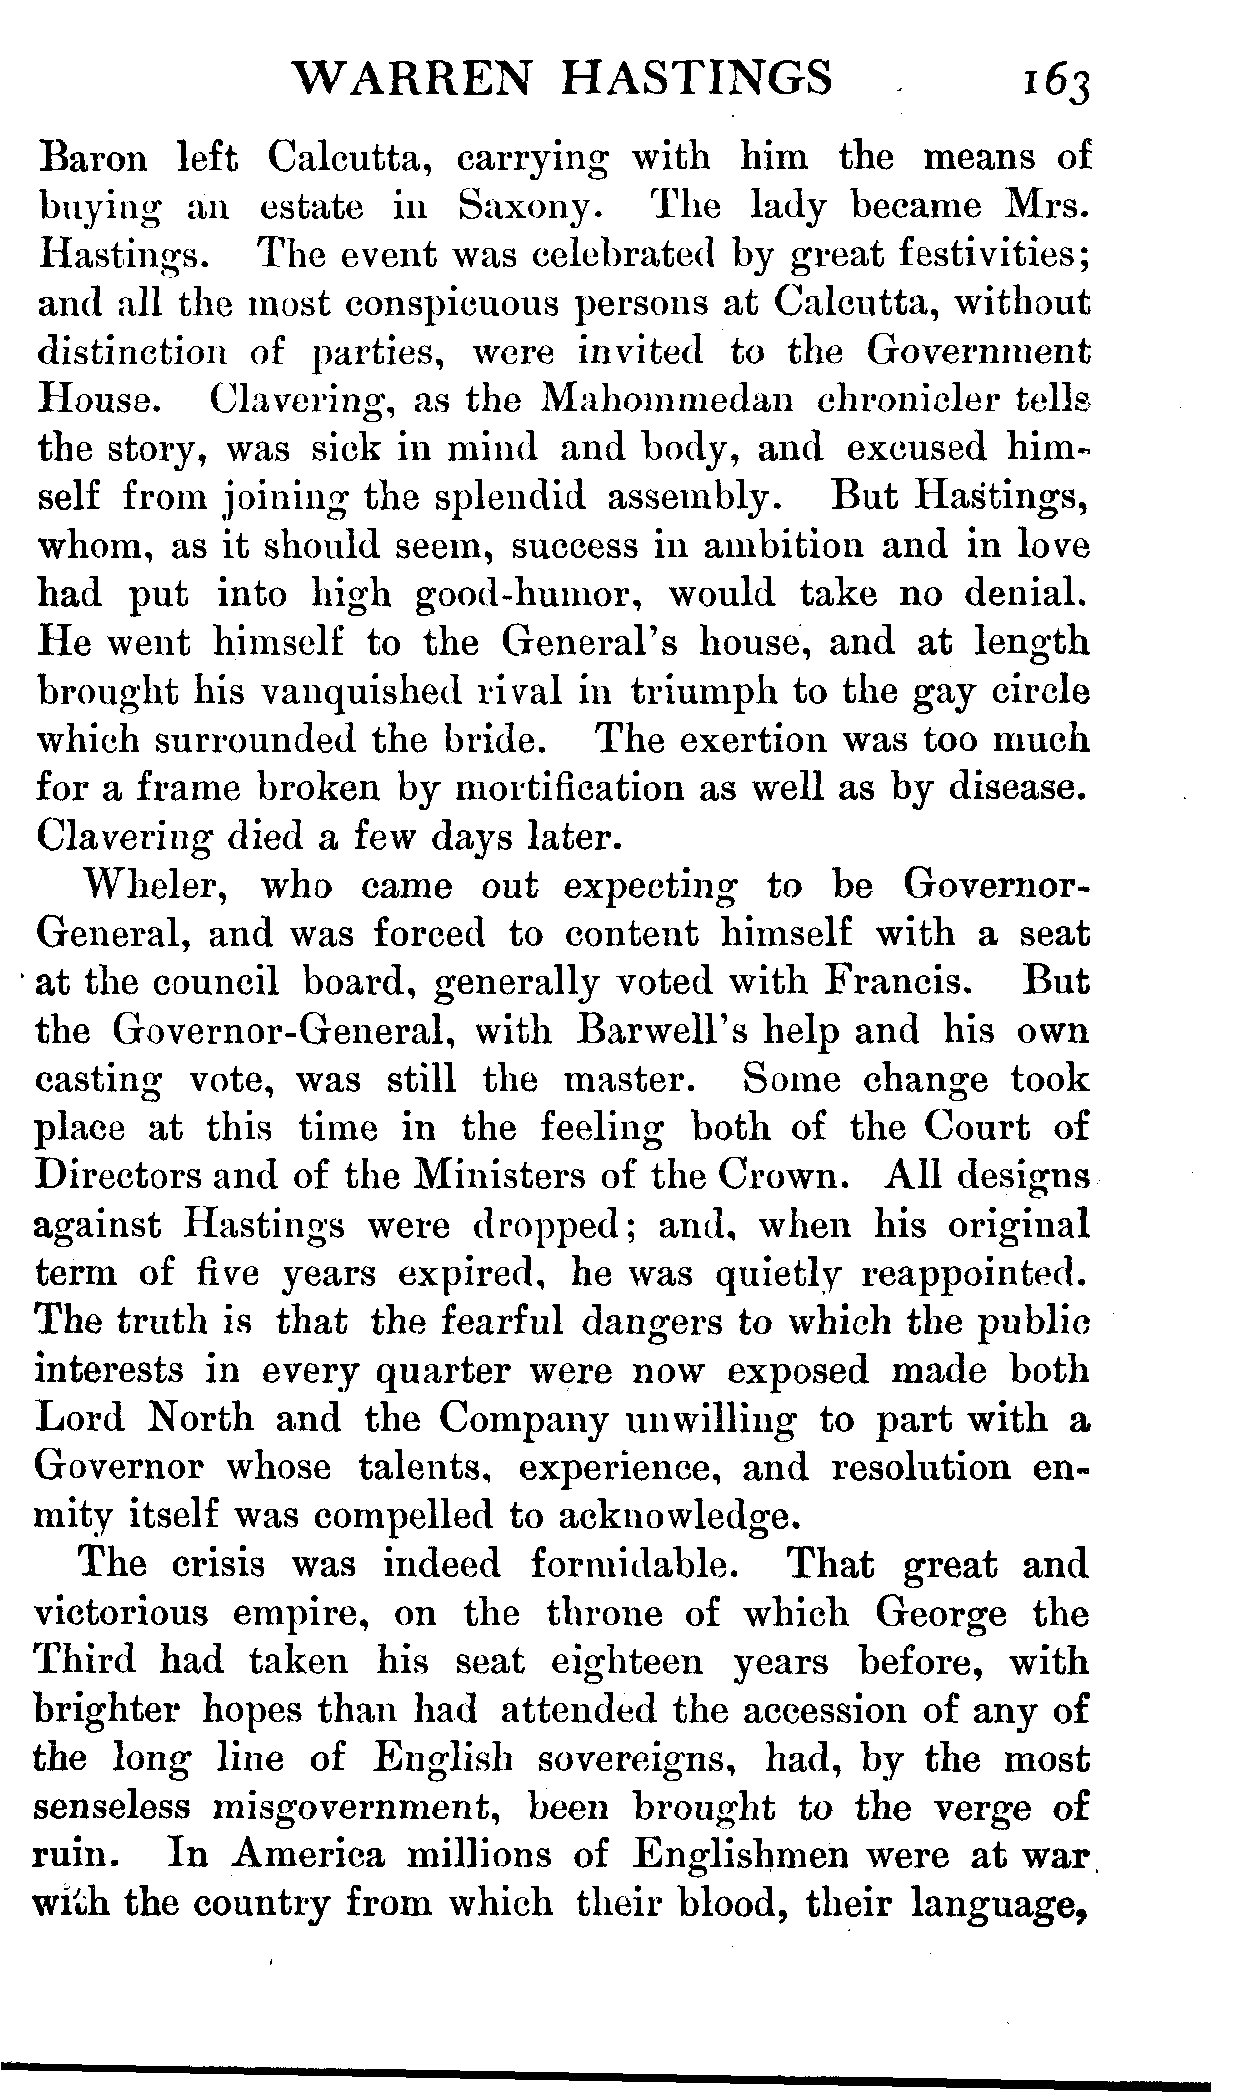 WARREN HASTINGS 163
Baron left Calcutta, carrying with him the means of
buying an estate in Saxony. The lady became Mrs.
Hastings. The event was celebrated by great festivities;
and all the most conspicuous persons at Calcutta, without
distinction of parties, were invited to the Government
House. Clavering, as the Mahommedan chronicler tells
the story, was sick in mind and body, and excused him-
self from joining the splendid assembly. But Hastings,
whom, as it should seem, success in ambition and in love
had put into high good-humor, would take no denial.
He went himself to the General's house, and at length
brought his vanquished rival in triumph to the gay circle
which surrounded the bride. The exertion was too much
for a frame broken by mortification as well as by disease.
Clavering died a few days later.
Wheler, who came out expecting to be Governor-
General, and was forced to content himself with a seat
at the council board, generally voted with Francis. But
the Governor-General, with Barwell's help and his own
casting vote, was still the master. Some change took
place at this time in the feeling both of the Court of
Directors and of the Ministers of the Crown. All designs
against Hastings were dropped; and, when his original
term of five years expired, he was quietly reappointed.
The truth is that the fearful dangers to which the public
interests in every quarter were now exposed made both
Lord North and the Company unwilling to part with a
Governor whose talents, experience, and resolution en-
mity itself was compelled to acknowledge.
The crisis was indeed formidable. That great and
victorious empire, on the throne of which George the
Third had taken his seat eighteen years before, with
brighter hopes than had attended the accession of any of
the long line of English sovereigns, had, by the most
senseless misgovernment, been brought to the verge of
ruin. In America millions of Englishmen were at war
with the country from which their blood, their language,